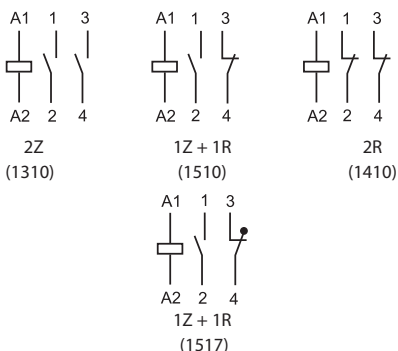 A1 1 3
A2 2 4
2Z
(1310)
A1 1 3
A2 2 4
1Z + 1R
(1510)
A1 1 3
A2 2 4
2R
(1410)
A1 1 3
A2 2 4
1Z + 1R
(1517)